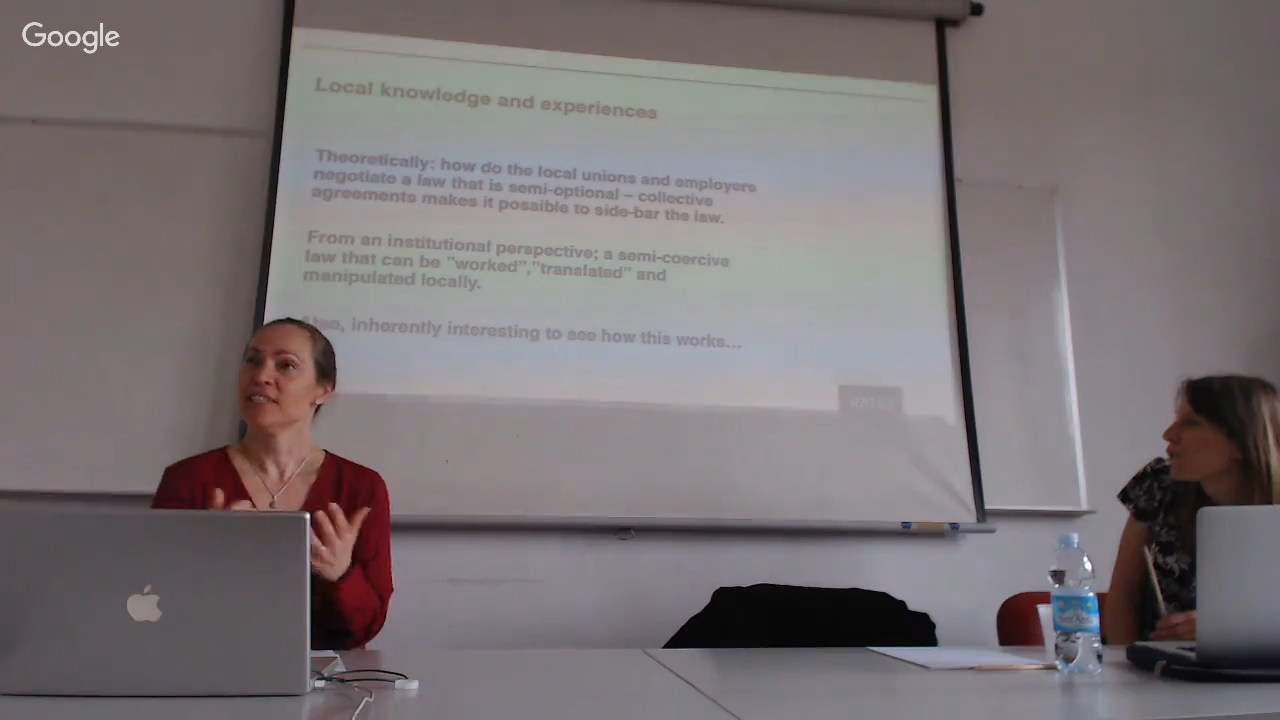 Google
Local knowledge and experiences
Theoretically: how do the local unions and employers
negotiate a law that is semi-optional – collective
agreements makes it possible to side-bar the law.
From an institutional perspective; a semi-coercive
law that can be "worked","tranalated" and
manipulated locally.
inherently interesting to see how this works...